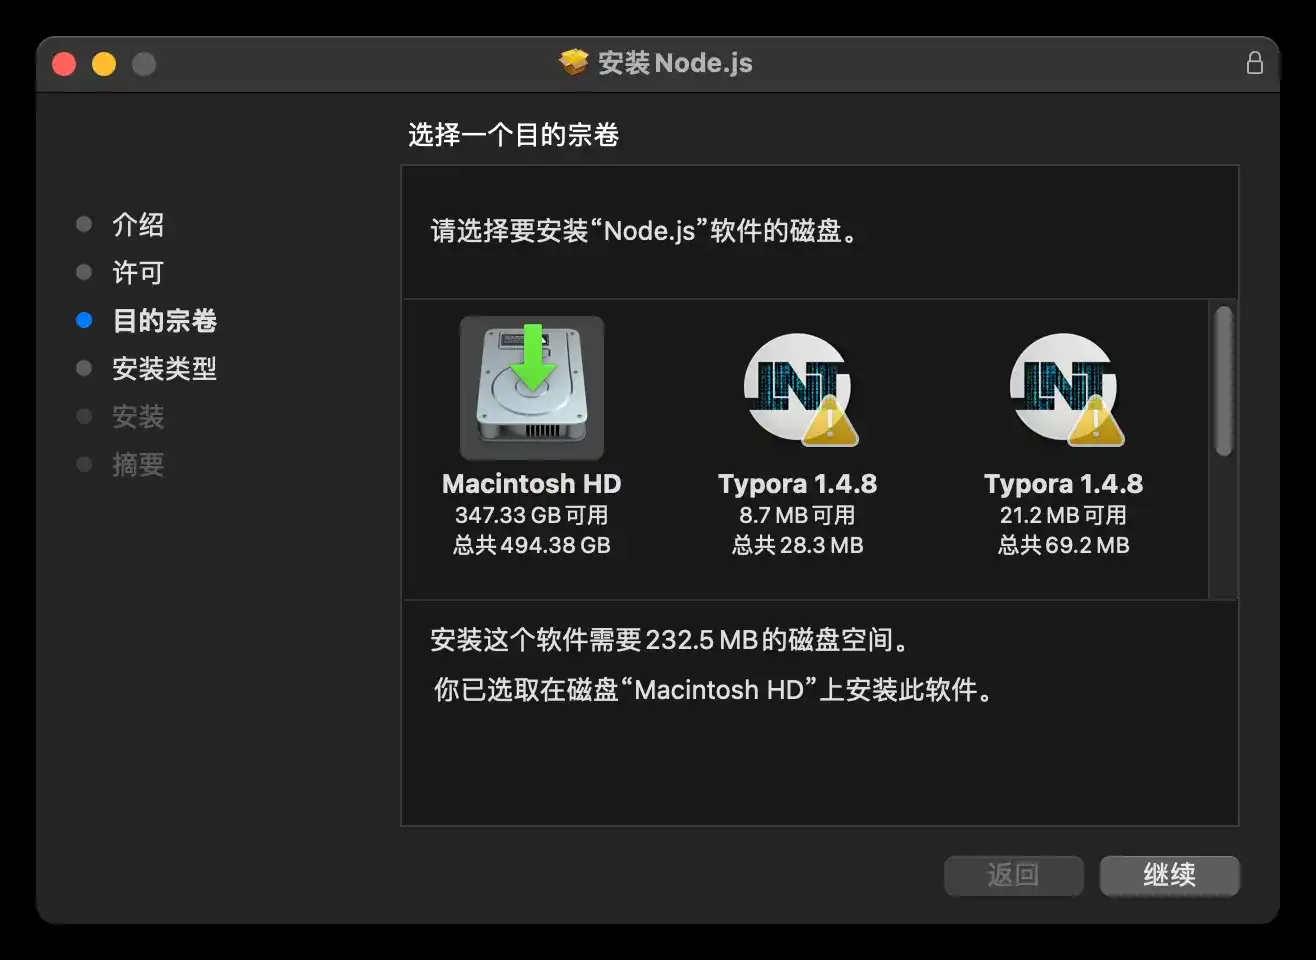 安装 Node.js
选择一个目的宗卷
介绍
许可
目的宗卷
安装类型
安装
摘要
请选择要安装“Node.js”软件的磁盘。
Macintosh HD
347.33 GB 可用
总共 494.38 GB
INT
Typora 1.4.8
8.7 MB 可用
总共 28.3 MB
INT
Typora 1.4.8
21.2 MB 可用
总共 69.2 MB
安装这个软件需要 232.5 MB 的磁盘空间。
你已选取在磁盘“Macintosh HD”上安装此软件。
返回
继续